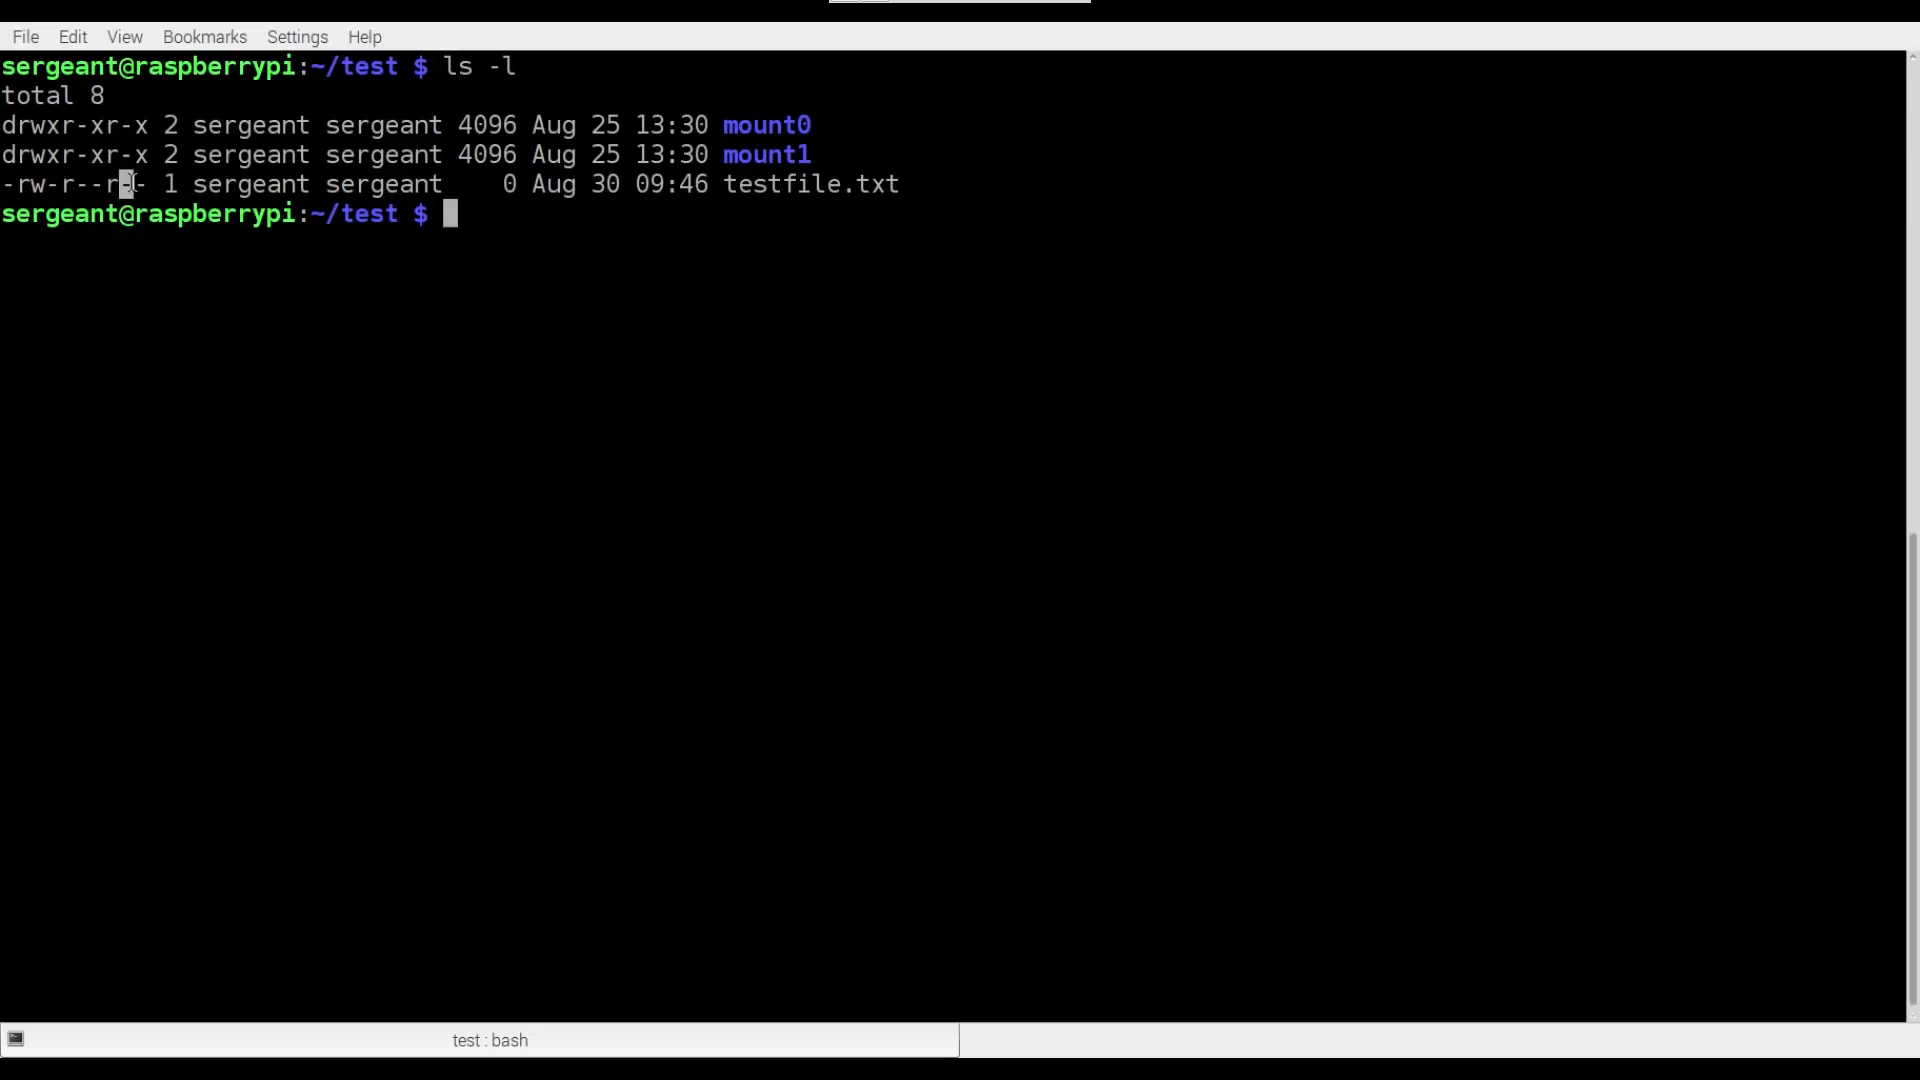 File Edit View Bookmarks Settings Help
sergeant@raspberrypi:~/test $ ls -l
total 8
drwxr-xr-x 2 sergeant sergeant 4096 Aug 25 13:30 mount0
drwxr-xr-x 2 sergeant sergeant 4096 Aug 25 13:30 mount1
-rw-r--r-- 1 sergeant sergeant    0 Aug 30 09:46 testfile.txt
sergeant@raspberrypi:~/test $
test : bash